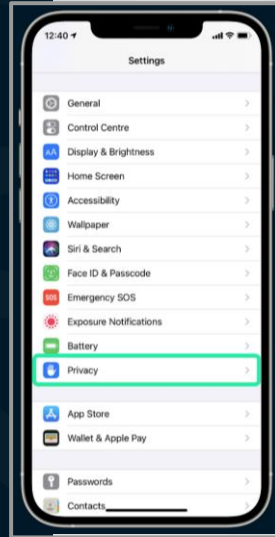 12:40
Settings
General
Control Centre
AA Display & Brightness
Home Screen
Accessibility
Wallpaper
Siri & Search
Face ID & Passcode
SOS Emergency SOS
Exposure Notifications
Battery
Privacy
App Store
Wallet & Apple Pay
Passwords
Contacts